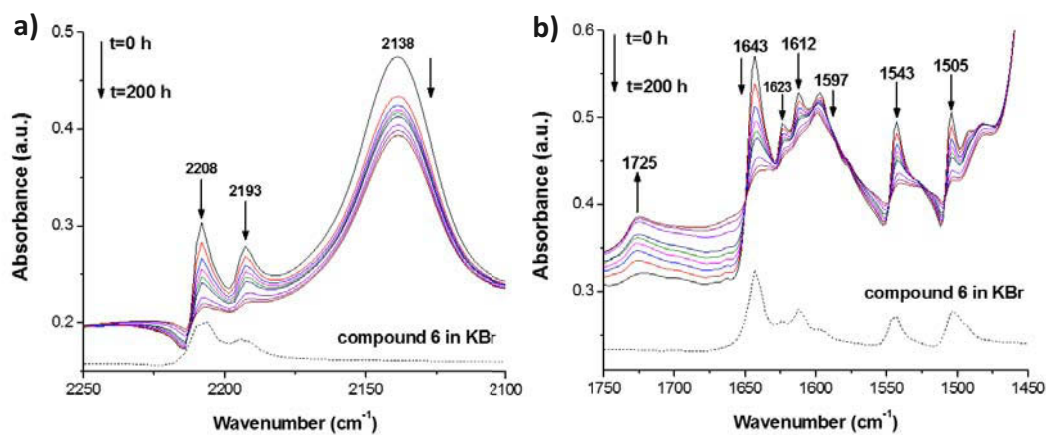 a)
t=0 h
t=200 h
2138
2208
2193
0.5
0.4
0.3
0.2
Absorbance (a.u.)
compound 6 in KBr
2250
2200
2150
2100
Wavenumber (cm-1)
b)
t=0 h
t=200 h
1643
1612
1623
1597
1543
1505
1725
0.6
0.5
0.4
0.3
Absorbance (a.u.)
compound 6 in KBr
1750
1700
1650
1600
1550
1500
1450
Wavenumber (cm-1)